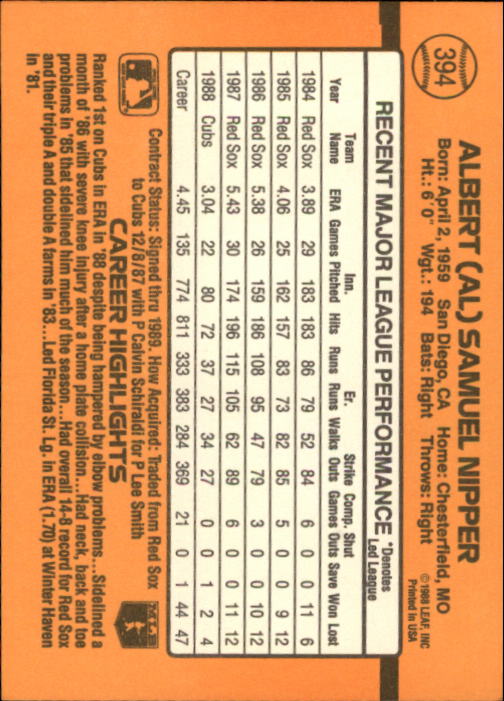 394
ALBERT (AL) SAMUEL NIPPER
Born: April 2, 1959 San Diego, CA Home: Chesterfield, MO
Ht.: 6'0" Wgt.: 194 Bats: Right Throws: Right
© 1988 LEAF, INC
Printed in USA
RECENT MAJOR LEAGUE PERFORMANCE *Denotes
Led League
Team Inn. Er. Strike Comp. Shut
Year Name ERA Games Pitched Hits Runs Runs Walks Outs Games Outs Save Won Lost
1984 Red Sox 3.89 29 183 183 86 79 52 84 6 0 0 11 6
1985 Red Sox 4.06 25 162 157 83 73 82 85 5 0 0 9 12
1986 Red Sox 5.38 26 159 186 108 95 47 79 3 0 0 10 12
1987 Red Sox 5.43 30 174 196 115 105 62 89 6 0 0 11 12
1988 Cubs 3.04 22 80 72 37 27 34 27 0 0 1 2 4
Career 4.45 135 774 811 333 383 284 369 21 0 1 44 47
Contract Status: Signed thru 1989. How Acquired: Traded from Red Sox
to Cubs 12/8/87 with P Calvin Schiraldi for P Lee Smith
CAREER HIGHLIGHTS
MLB
Ranked 1st on Cubs in ERA in '88 despite being hampered by elbow problems...Sidelined a
month of '86 with severe knee injury after a home plate collision...Had neck, back and toe
problems in '85 that sidelined him much of the season...Had overall 14-8 record for Red Sox
and their triple A and double A farms in '83...Led Florida St. Lg. in ERA (1.70) at Winter Haven
in '81.